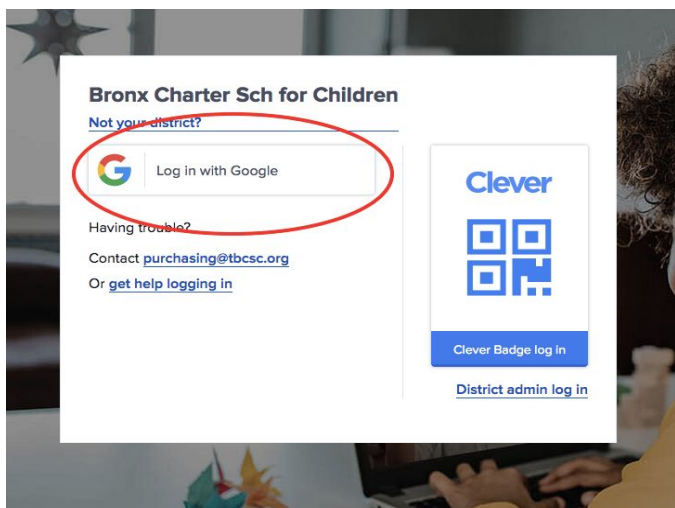 Bronx Charter Sch for Children
Not your district?
Log in with Google
Having trouble?
Contact purchasing@tbcsc.org
Or get help logging in
Clever
Clever Badge log in
District admin log in